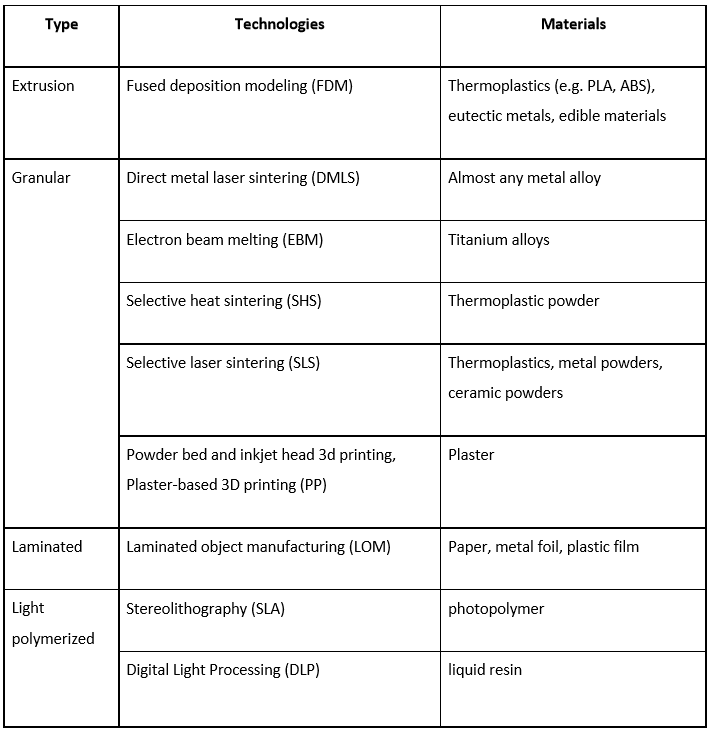 Type Technologies Materials
Extrusion Fused deposition modeling (FDM) Thermoplastics (e.g. PLA, ABS),
eutectic metals, edible materials
Granular Direct metal laser sintering (DMLS) Almost any metal alloy
Electron beam melting (EBM) Titanium alloys
Selective heat sintering (SHS) Thermoplastic powder
Selective laser sintering (SLS) Thermoplastics, metal powders,
ceramic powders
Powder bed and inkjet head 3d printing, Plaster
Plaster-based 3D printing (PP)
Laminated Laminated object manufacturing (LOM) Paper, metal foil, plastic film
Light Stereolithography (SLA) photopolymer
polymerized
Digital Light Processing (DLP) liquid resin